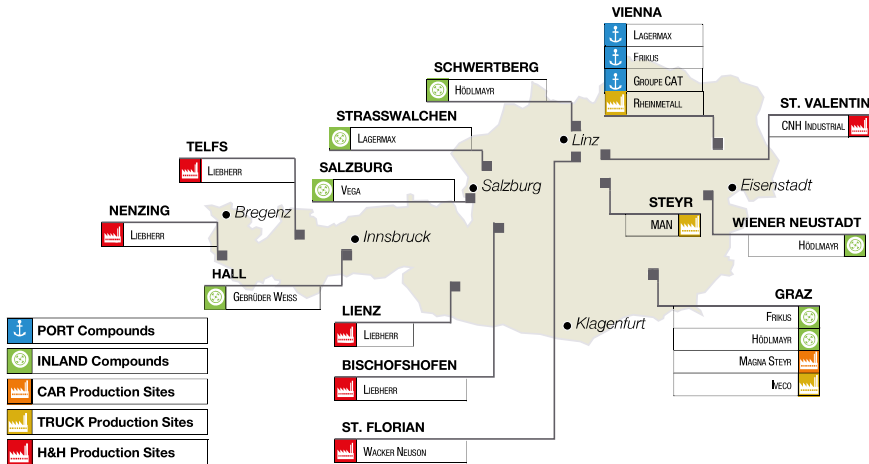 VIENNA
LAGERMAX
FRIKUS
GROUPE CAT
RHEINMETALL
SCHWERTBERG
HÖDLMAYR
ST. VALENTIN
CNH INDUSTRIAL
STRASSWALCHEN
LAGERMAX
Linz
TELFS
LIEBHERR
SALZBURG
VEGA
Salzburg
Eisenstadt
NENZING
LIEBHERR
Bregenz
STEYR
MAN
WIENER NEUSTADT
HÖDLMAYR
Innsbruck
HALL
GEBRÜDER WEISS
LIENZ
LIEBHERR
Klagenfurt
GRAZ
FRIKUS
HÖDLMAYR
MAGNA STEYR
IVECO
BISCHOFSHOFEN
LIEBHERR
ST. FLORIAN
WACKER NEUSON
PORT Compounds
INLAND Compounds
CAR Production Sites
TRUCK Production Sites
H&H Production Sites